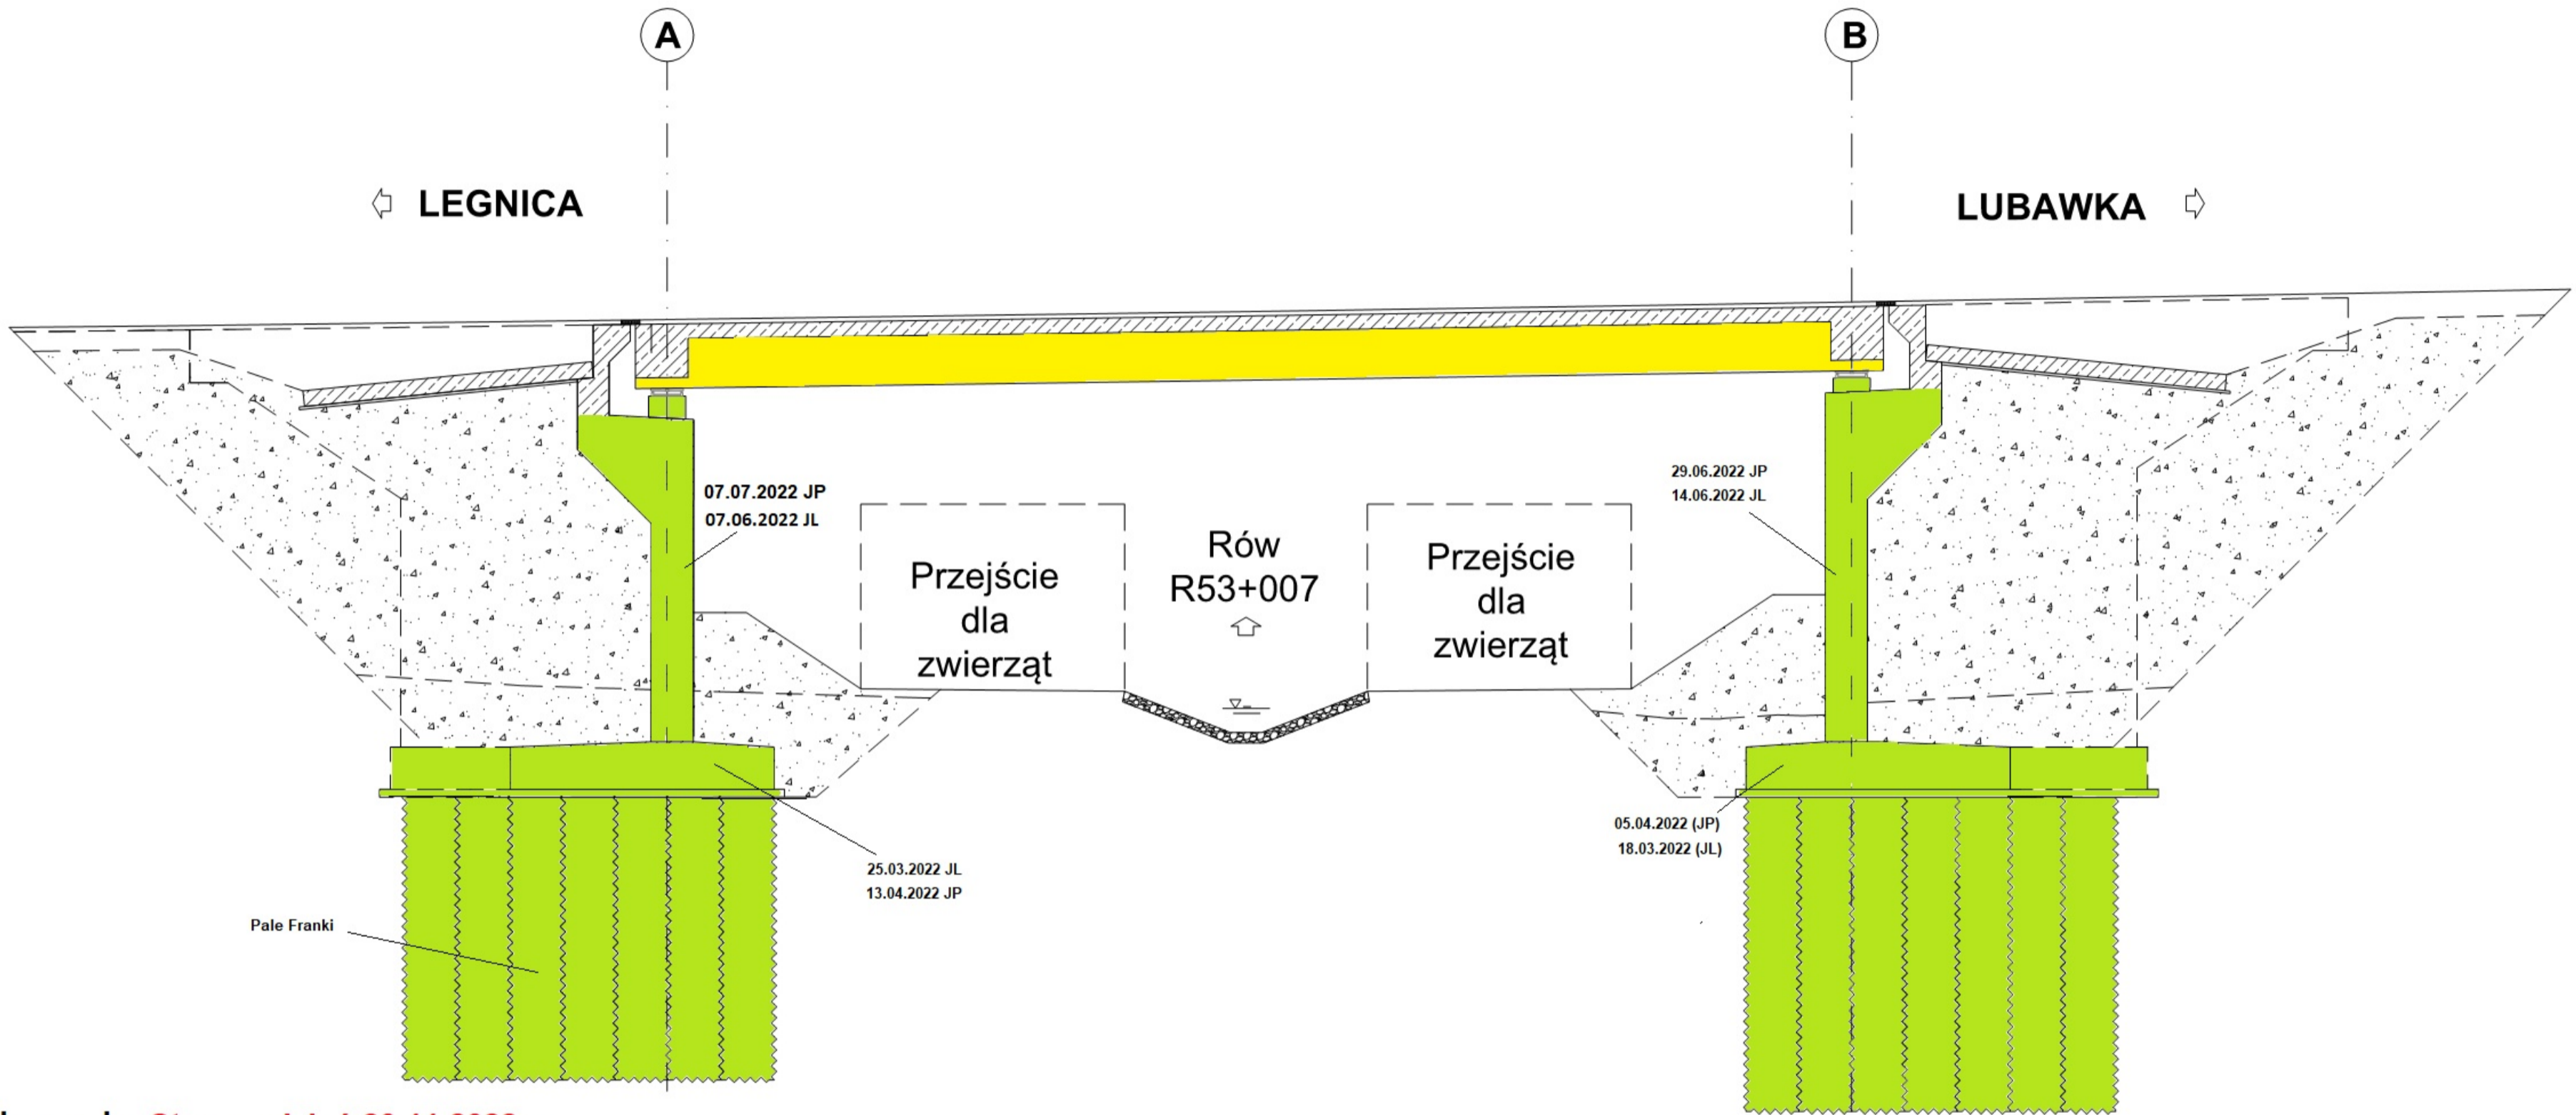 A
B
LEGNICA
LUBAWKA
07.07.2022 JP
07.06.2022 JL
29.06.2022 JP
14.06.2022 JL
Przejście
dla
zwierząt
Rów
R53+007
Przejście
dla
zwierząt
05.04.2022 (JP)
18.03.2022 (JL)
25.03.2022 JL
13.04.2022 JP
Pale Franki